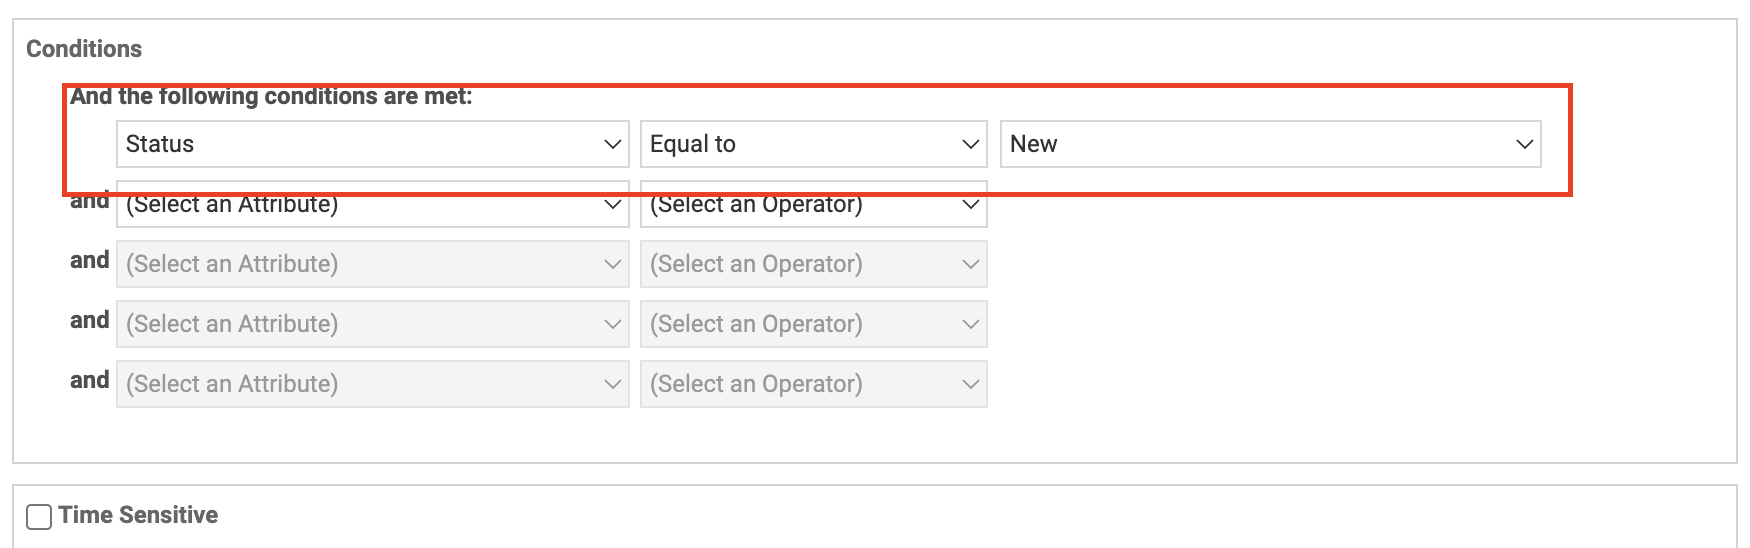 Conditions
And the following conditions are met:
Status Equal to New
and (Select an Attribute) (Select an Operator)
and (Select an Attribute) (Select an Operator)
and (Select an Attribute) (Select an Operator)
and (Select an Attribute) (Select an Operator)
Time Sensitive